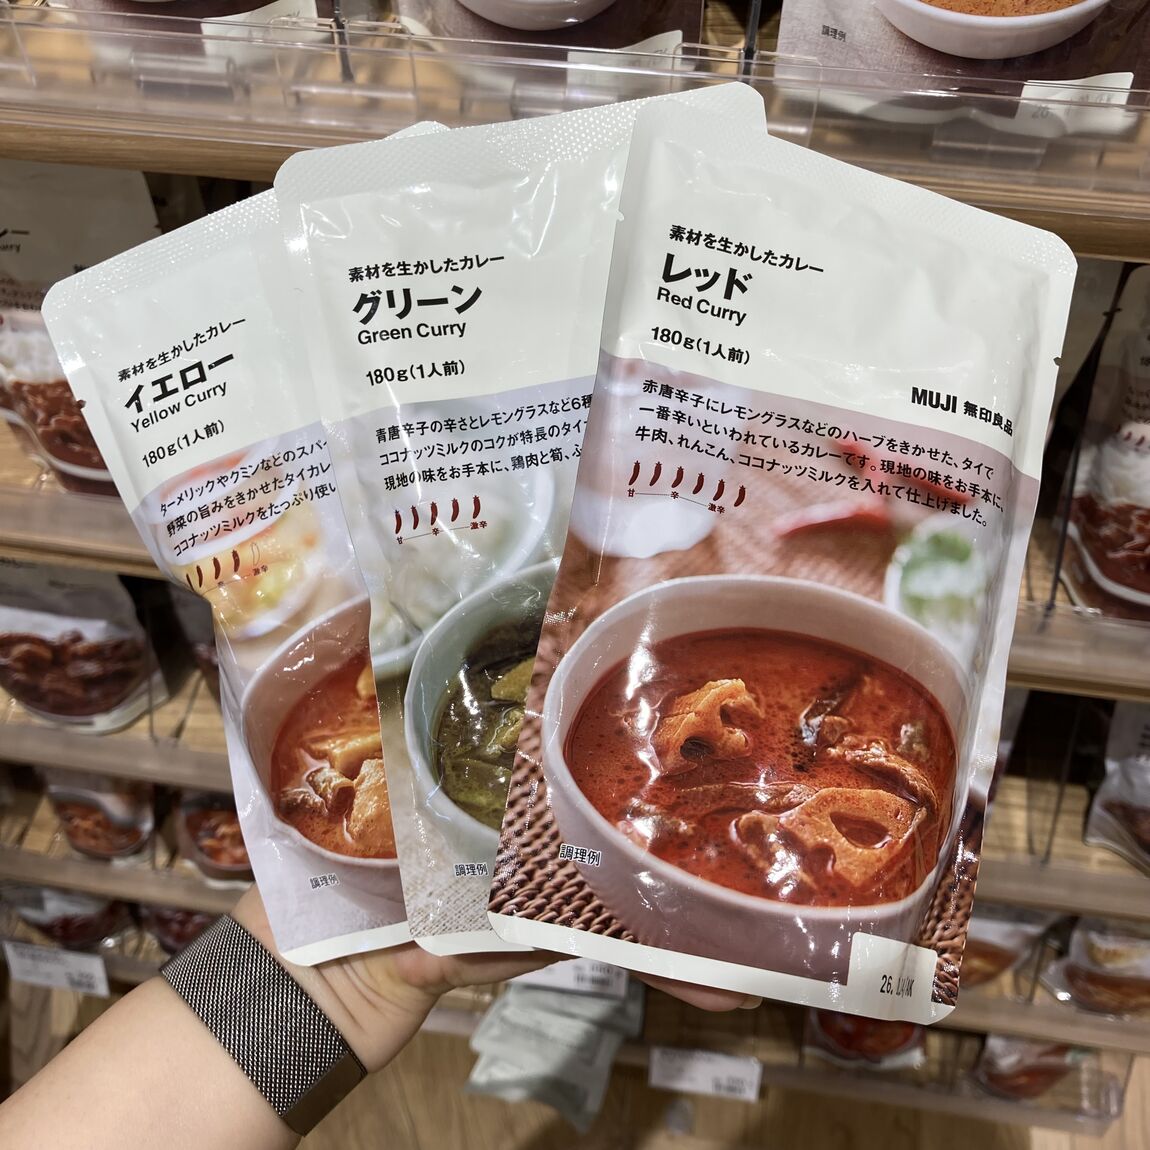 素材を生かしたカレー
イエロー
Yellow Curry
180g(1人前)
ターメリックやクミンなどのスパイ
野菜の旨みをきかせたタイカレ
ココナッツミルクをたっぷり使い
激辛
調理例
素材を生かしたカレー
グリーン
Green Curry
180g(1人前)
青唐辛子の辛さとレモングラスなど6種
ココナッツミルクのコクが特長のタイ
現地の味をお手本に、鶏肉と筍、ふ
甘 辛 激辛
調理例
素材を生かしたカレー
レッド
Red Curry
180g(1人前)
MUJI 無印良品
赤唐辛子にレモングラスなどのハーブをきかせた、タイで
一番辛いといわれているカレーです。現地の味をお手本に、
牛肉、れんこん、ココナッツミルクを入れて仕上げました。
甘 辛 激辛
調理例
調理例